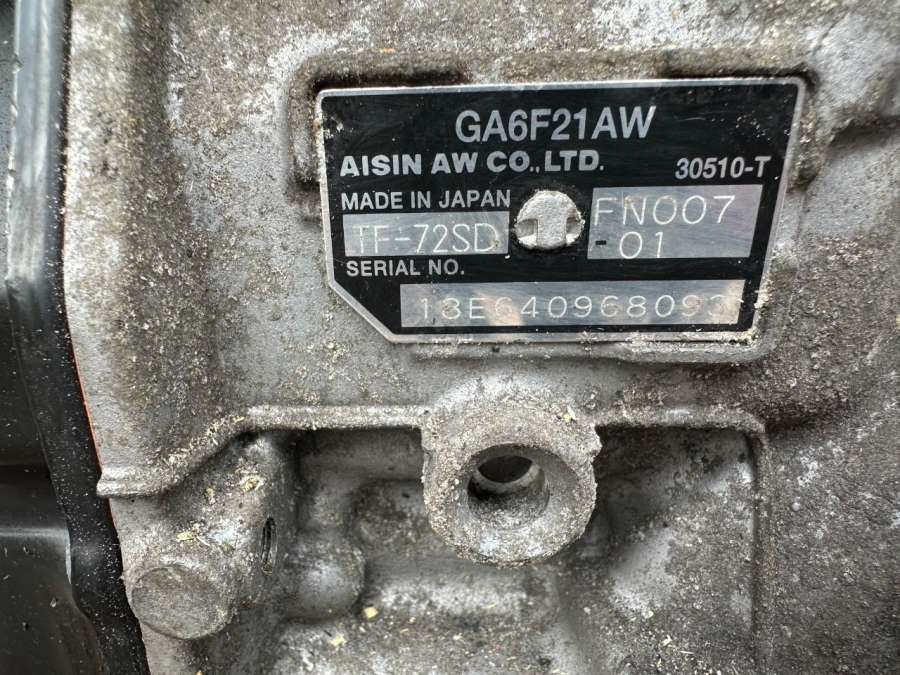 GA6F21AW
AISIN AW CO.,LTD. 30510-T
MADE IN JAPAN
TF-72SD FN007
-01
SERIAL NO.